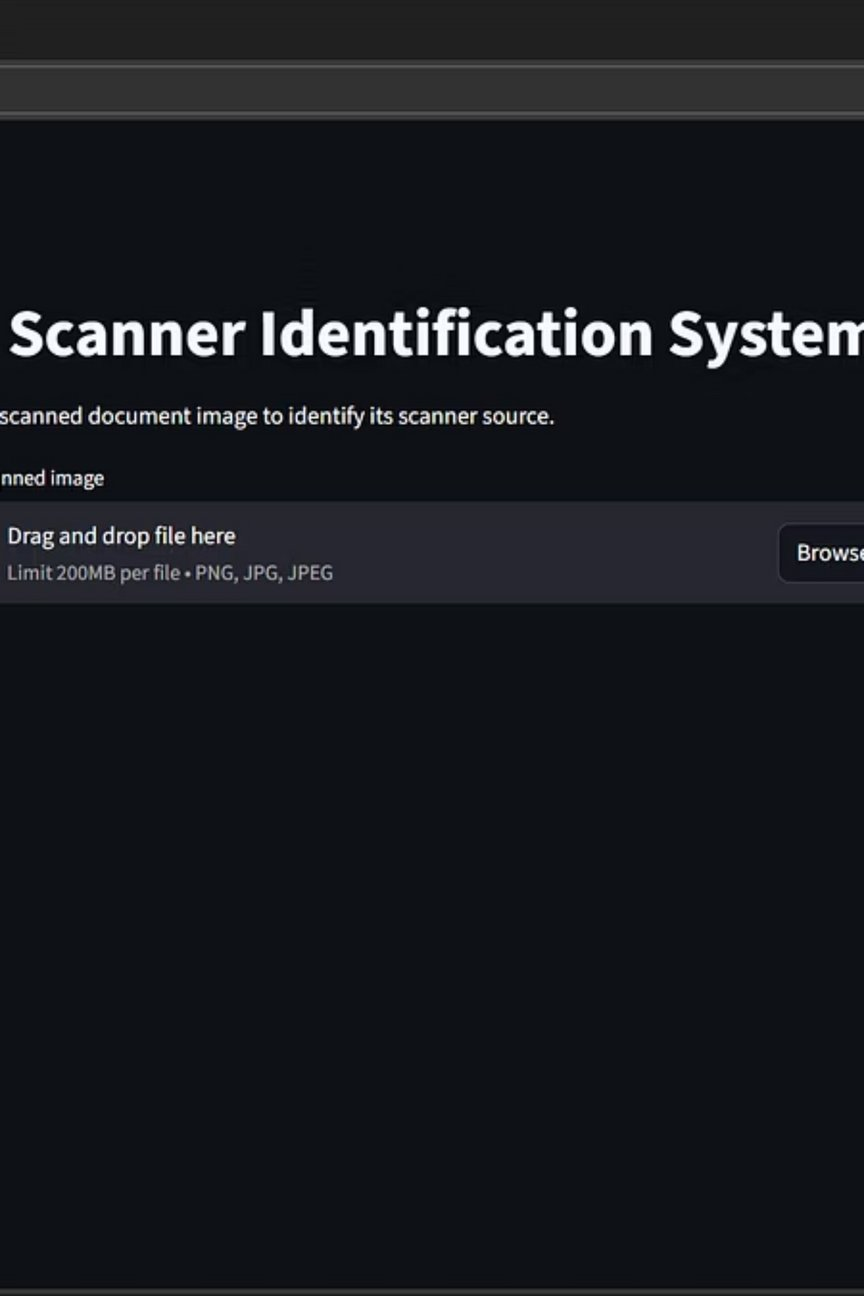 Scanner Identification System
scanned document image to identify its scanner source.
nned image
Drag and drop file here
Limit 200MB per file • PNG, JPG, JPEG
Browse